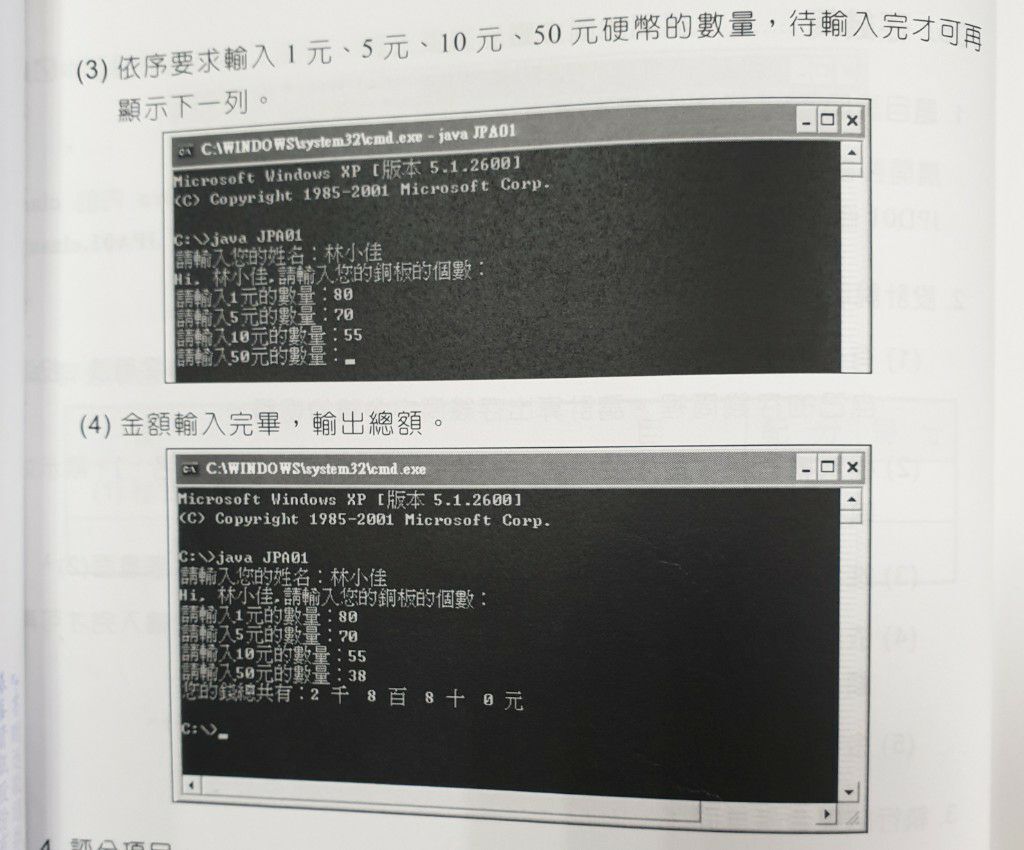 (3) 依序要求輸入 1 元、5 元、10 元、50 元硬幣的數量，待輸入完才可再
顯示下一列。
C:\WINDOWS\system32\cmd.exe - java JPA01
Microsoft Windows XP [版本 5.1.2600]
(C) Copyright 1985-2001 Microsoft Corp.
C:\>java JPA01
請輸入您的姓名：林小佳
Hi, 林小佳,請輸入您的銅板的個數：
請輸入1元的數量：80
請輸入5元的數量：70
請輸入10元的數量：55
請輸入50元的數量：_
(4) 金額輸入完畢，輸出總額。
C:\WINDOWS\system32\cmd.exe
Microsoft Windows XP [版本 5.1.2600]
(C) Copyright 1985-2001 Microsoft Corp.
C:\>java JPA01
請輸入您的姓名：林小佳
Hi, 林小佳,請輸入您的銅板的個數：
請輸入1元的數量：80
請輸入5元的數量：70
請輸入10元的數量：55
請輸入50元的數量：38
您的錢總共有：2 千 8 百 8 十 0 元
C:\>_
4. 評分項目